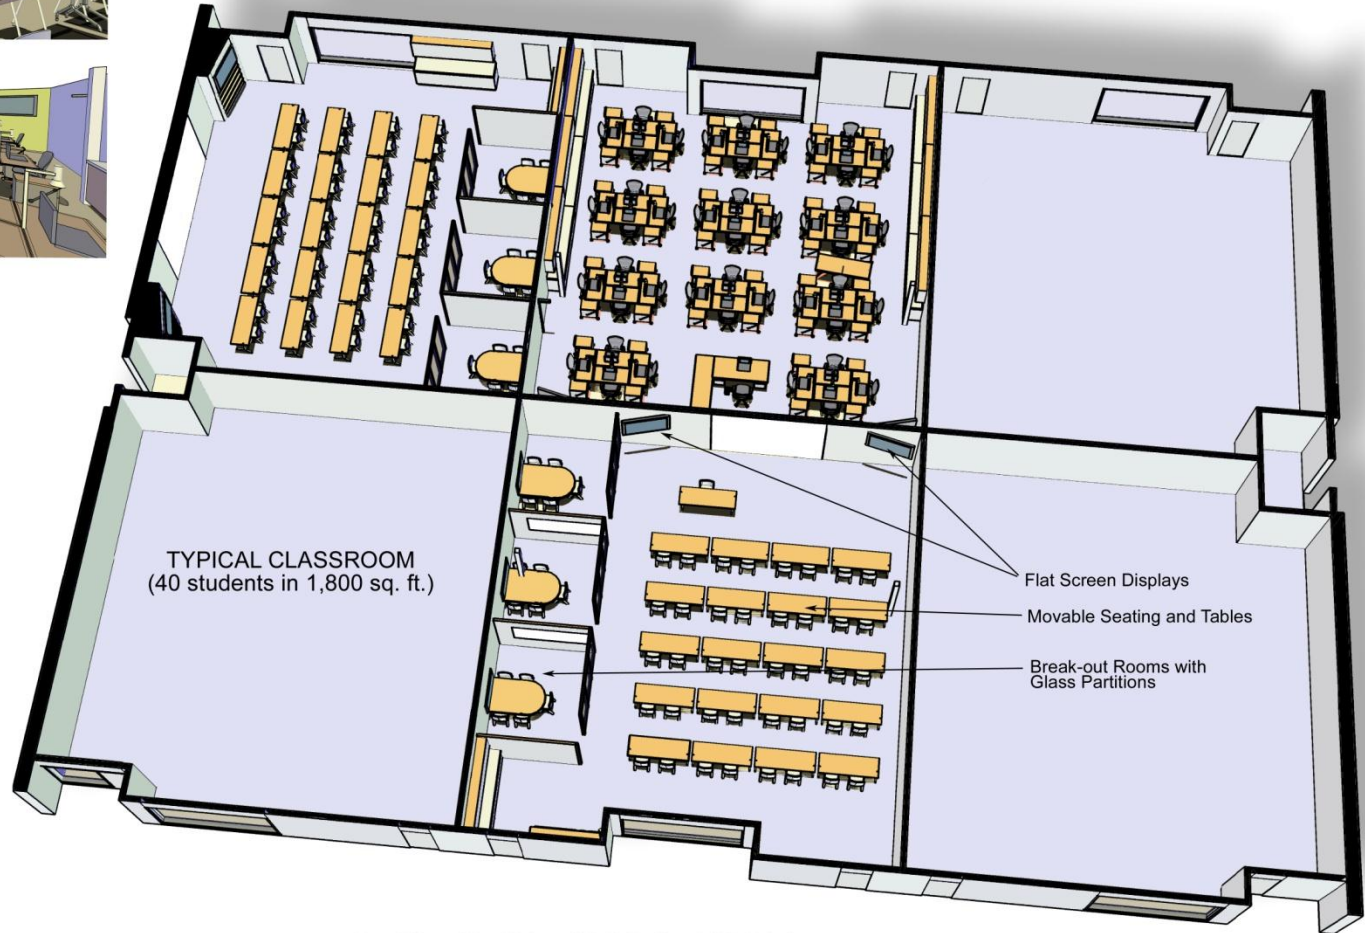 TYPICAL CLASSROOM
(40 students in 1,800 sq. ft.)
Flat Screen Displays
Movable Seating and Tables
Break-out Rooms with
Glass Partitions